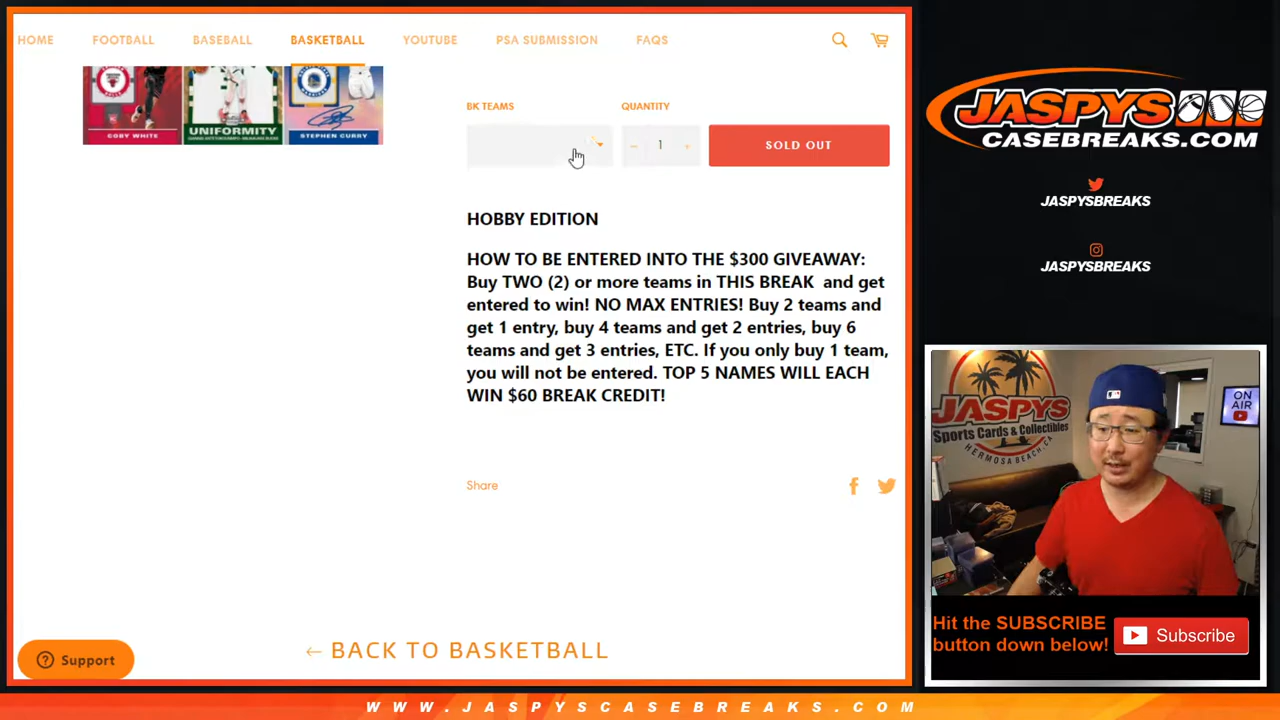 HOME FOOTBALL BASEBALL BASKETBALL YOUTUBE PSA SUBMISSION FAQS
COBY WHITE UNIFORMITY STEPHEN CURRY
BK TEAMS QUANTITY
− 1 + SOLD OUT
HOBBY EDITION
HOW TO BE ENTERED INTO THE $300 GIVEAWAY:
Buy TWO (2) or more teams in THIS BREAK and get
entered to win! NO MAX ENTRIES! Buy 2 teams and
get 1 entry, buy 4 teams and get 2 entries, buy 6
teams and get 3 entries, ETC. If you only buy 1 team,
you will not be entered. TOP 5 NAMES WILL EACH
WIN $60 BREAK CREDIT!
Share
← BACK TO BASKETBALL
Support
JASPYS
CASEBREAKS.COM
JASPYSBREAKS
JASPYSBREAKS
JASPYS
Sports Cards & Collectibles
HERMOSA BEACH, CA
ON
AIR
Hit the SUBSCRIBE
button down below!
Subscribe
WWW.JASPYSCASEBREAKS.COM